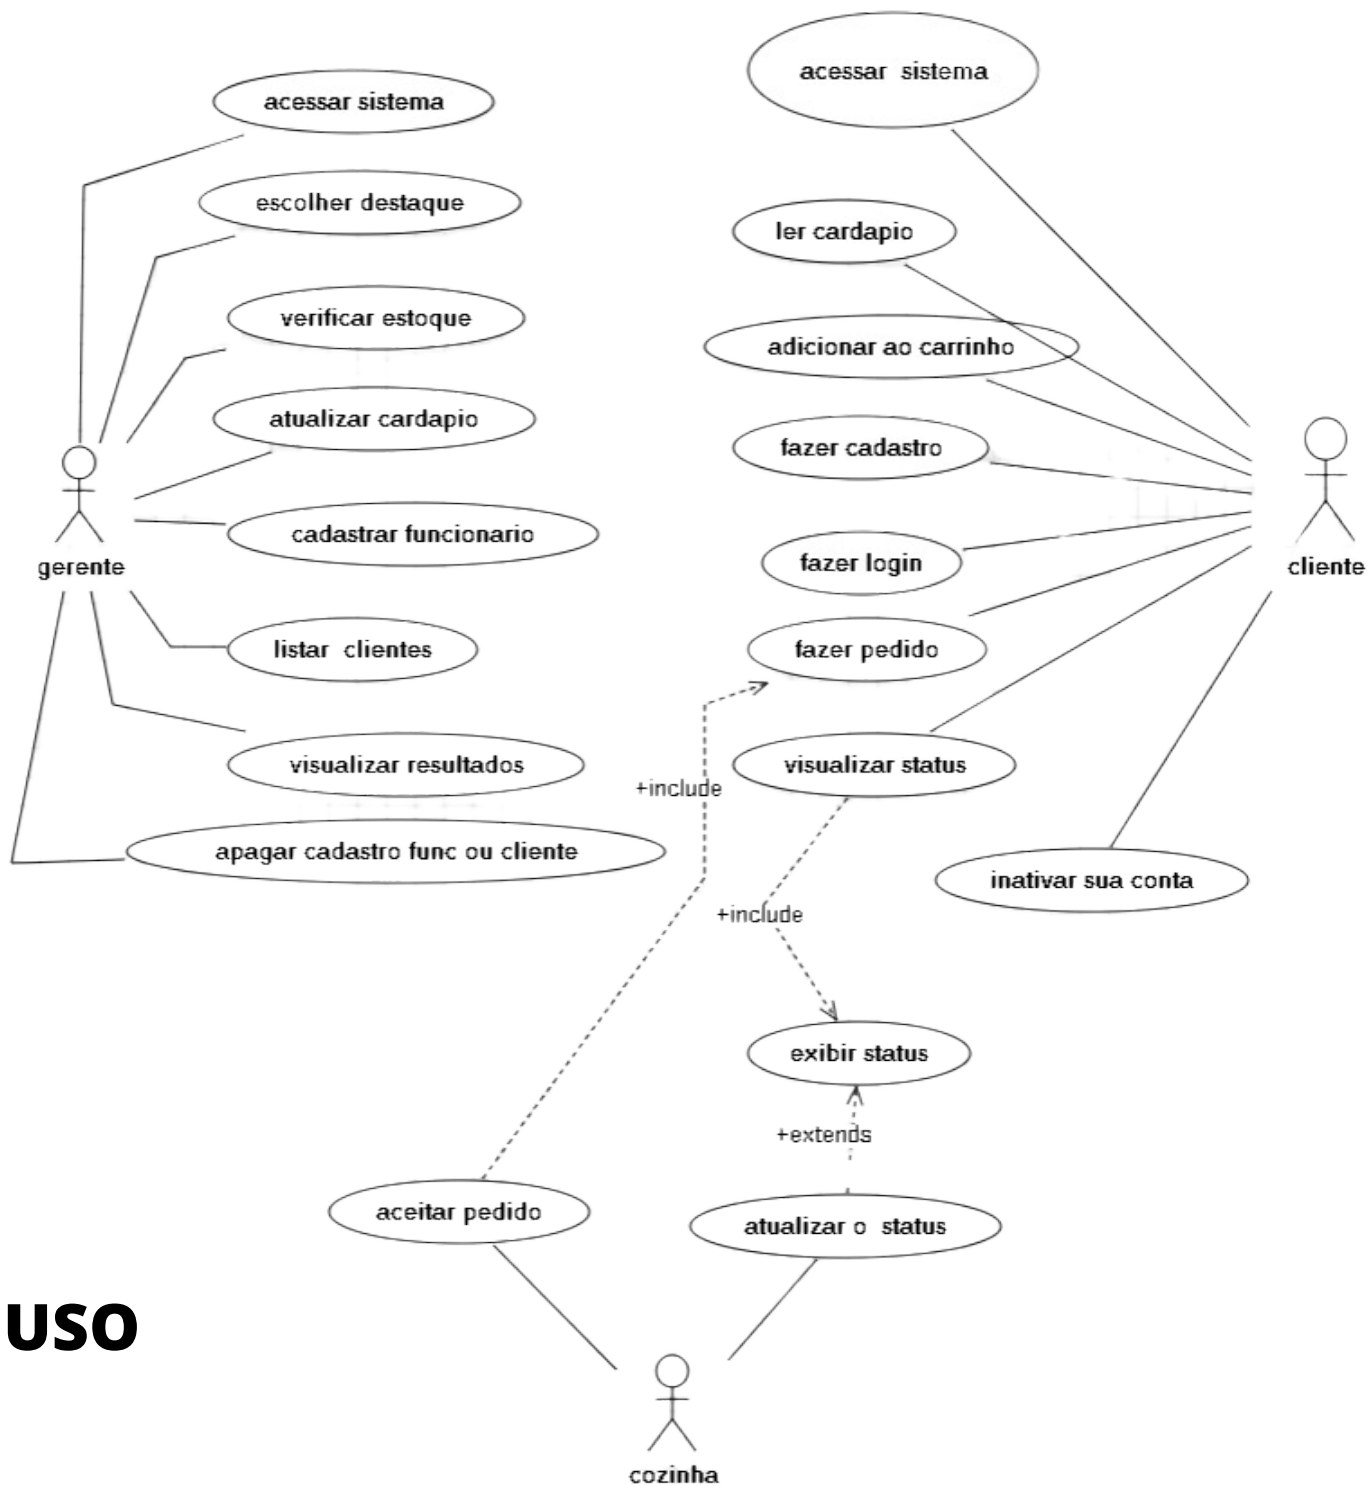 acessar sistema
escolher destaque
verificar estoque
atualizar cardapio
cadastrar funcionario
gerente
listar clientes
visualizar resultados
apagar cadastro func ou cliente
acessar sistema
ler cardapio
adicionar ao carrinho
fazer cadastro
fazer login
cliente
fazer pedido
visualizar status
+include
inativar sua conta
+include
exibir status
+extends
aceitar pedido
atualizar o status
USO
cozinha